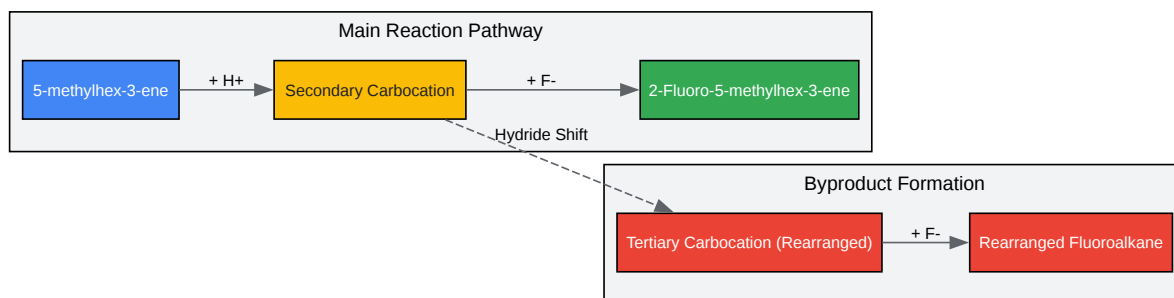 Main Reaction Pathway
5-methylhex-3-ene
+ H+
Secondary Carbocation
+ F-
2-Fluoro-5-methylhex-3-ene
Hydride Shift
Byproduct Formation
Tertiary Carbocation (Rearranged)
+ F-
Rearranged Fluoroalkane